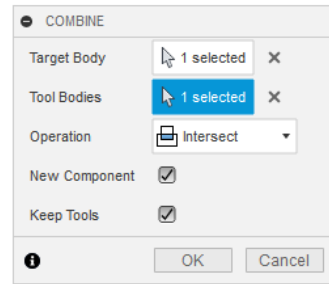 COMBINE
Target Body 1 selected
Tool Bodies 1 selected
Operation Intersect
New Component
Keep Tools
OK Cancel